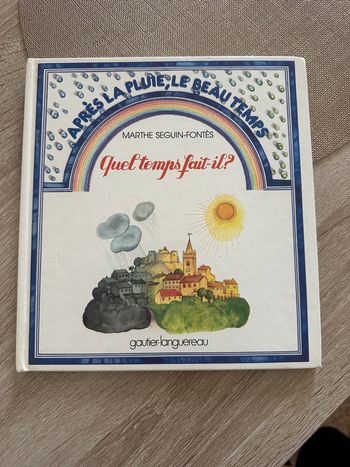 APRÈS LA PLUIE, LE BEAU TEMPS
MARTHE SEGUIN-FONTÈS
Quel temps fait-il?
gautier-languereau